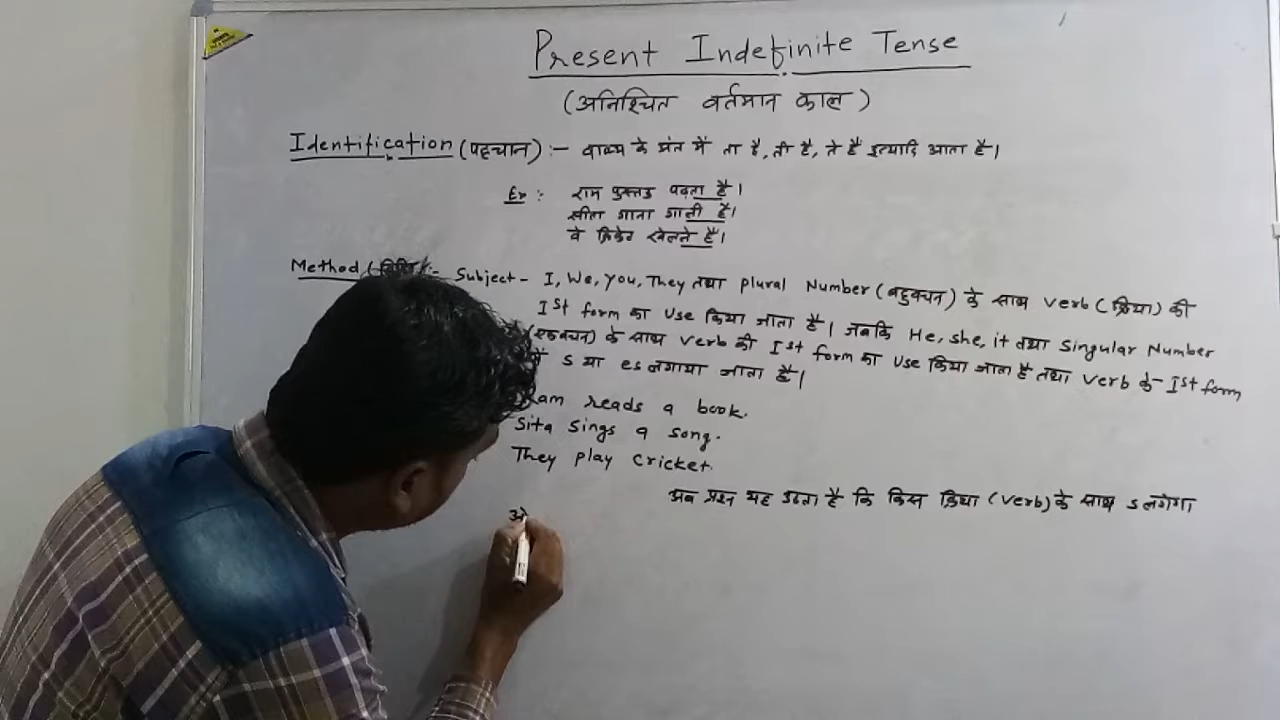 Present Indefinite Tense
(अनिश्चित वर्तमान काल)
Identification (पहचान) :- वाक्य के अंत में ता है, ती है, ते हैं इत्यादि आता है।
Ex : राम पुस्तक पढ़ता है।
सीता गाना गाती है।
वे क्रिकेट खेलते है।
Method (विधि) :- Subject - I, We, you, They तथा plural Number (बहुवचन) के साथ verb (क्रिया) की
Ist form का use किया जाता है। जबकि He, she, it तथा singular Number
(एकवचन) के साथ verb की Ist form का use किया जाता है तथा verb के Ist form
में s या es लगाया जाता है।
Ram reads a book.
Sita sings a song.
They play cricket.
अब प्रश्न यह उठता है कि किस क्रिया (verb) के साथ s लगेगा